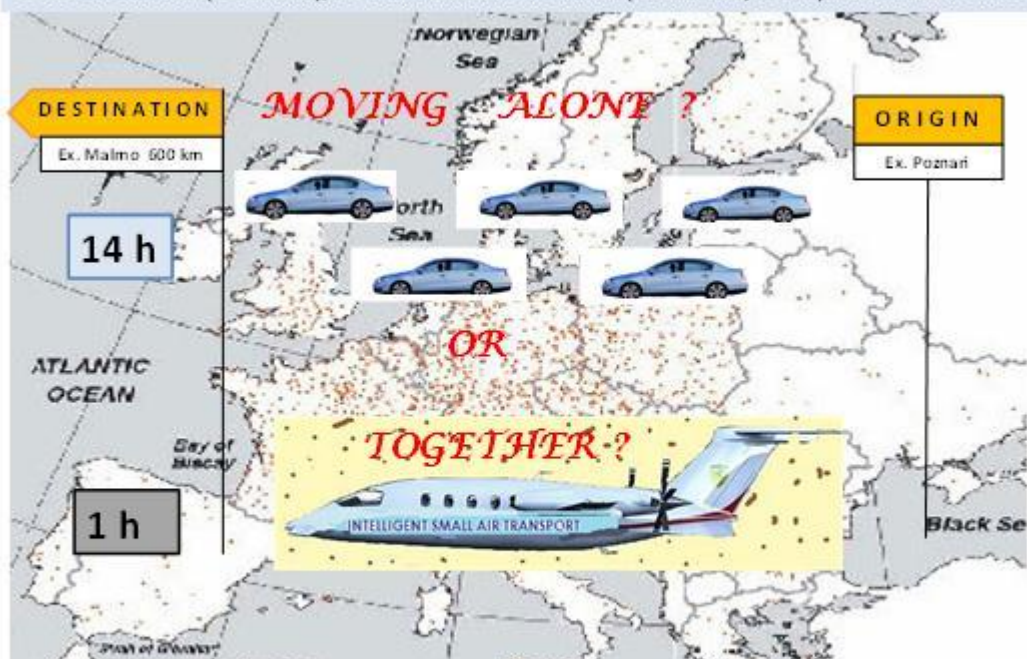 Norwegian
Sea
DESTINATION
MOVING ALONE ?
ORIGIN
Ex. Malmo 600 km
Ex. Poznań
orth
Sea
14 h
OR
ATLANTIC
OCEAN
Bay of
Biscay
TOGETHER ?
1 h
INTELLIGENT SMALL AIR TRANSPORT
Black Se